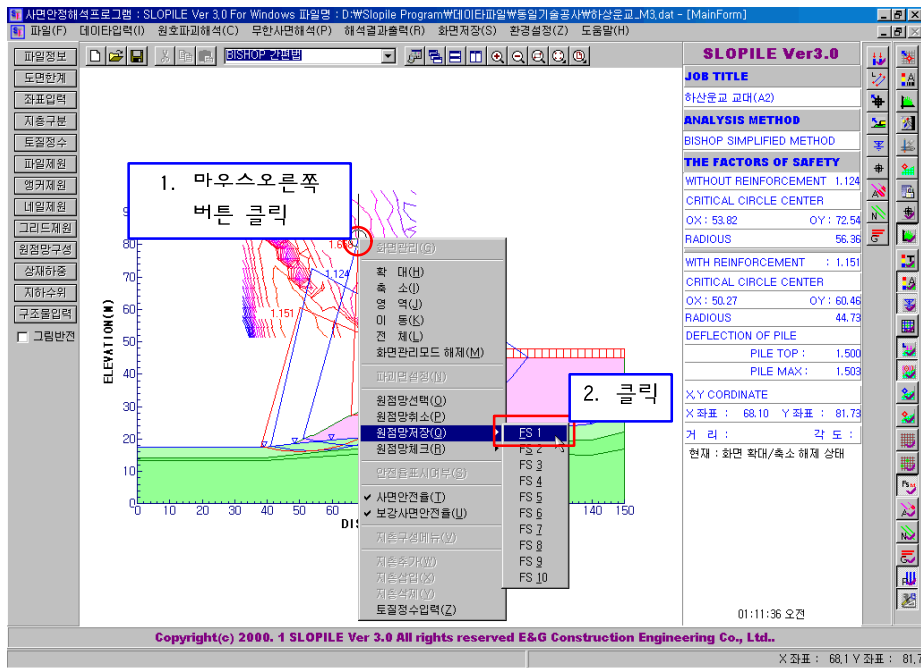 사면안정해석프로그램 : SLOPILE Ver 3,0 For Windows 파일명 : D:₩Slopile Program₩데이타파일₩동일기술공사₩하상운교_M3.dat - [MainForm]
파일(F) 데이타입력(I) 원호파괴해석(C) 무한사면해석(P) 해석결과출력(R) 화면저장(S) 환경설정(Z) 도움말(H)
BISHOP 간편법
파일정보
도면한계
좌표입력
지층구분
토질정수
파일제원
앵커제원
네일제원
그리드제원
원점망구성
상재하중
지하수위
구조물입력
그림반전
1. 마우스오른쪽
버튼 클릭
ELEVATION(M)
80
70
60
50
40
30
20
10
0
0 10 20 30 40 50 60
140 150
1.124
1.151
화면관리(G)
확 대(H)
축 소(I)
영 역(J)
이 동(K)
전 체(L)
화면관리모드 해제(M)
파괴면설정(N)
원점망선택(O)
원점망취소(P)
원점망저장(Q)
원점망체크(R)
안전율표시여부(S)
사면안전율(T)
보강사면안전율(U)
지층구성메뉴(V)
지층추가(W)
지층삽입(X)
지층삭제(Y)
토질정수입력(Z)
2. 클릭
FS 1
FS 2
FS 3
FS 4
FS 5
FS 6
FS 7
FS 8
FS 9
FS 10
SLOPILE Ver3.0
JOB TITLE
하산운교 교대(A2)
ANALYSIS METHOD
BISHOP SIMPLIFIED METHOD
THE FACTORS OF SAFETY
WITHOUT REINFORCEMENT 1.124
CRITICAL CIRCLE CENTER
OX : 53.82 OY : 72.54
RADIOUS 56.36
WITH REINFORCEMENT : 1.151
CRITICAL CIRCLE CENTER
OX : 50.27 OY : 60.46
RADIOUS 44.73
DEFLECTION OF PILE
PILE TOP : 1.500
PILE MAX : 1.503
X,Y CORDINATE
X 좌표 : 68.10 Y 좌표 : 81.73
거 리 : 각 도 :
현재 : 화면 확대/축소 해제 상태
01:11:36 오전
Copyright(c) 2000. 1 SLOPILE Ver 3.0 All rights reserved E&G Construction Engineering Co., Ltd..
X 좌표 : 68,1 Y 좌표 : 81,7